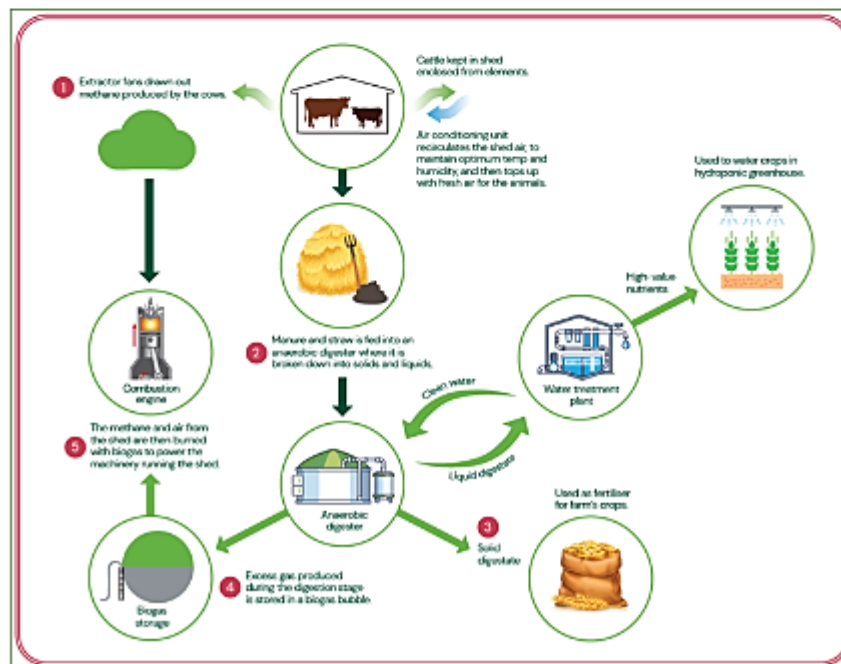 1
Extractor fans drawn out
methane produced by the cows.
Cattle kept in shed
enclosed from elements.
Air conditioning unit
recirculates the shed air, to
maintain optimum temp and
humidity, and then tops up
with fresh air for the animals.
Used to water crops in
hydroponic greenhouse.
High-value
nutrients
2
Manure and straw is fed into an
anaerobic digester where it is
broken down into solids and liquids.
Combustion
engine
Clean water
Water treatment
plant
5
The methane and air from
the shed are then burned
with biogas to power the
machinery running the shed.
Liquid digestate
Anaerobic
digester
3
Solid
digestate
Used as fertiliser
for farm's crops.
4
Excess gas produced
during the digestion stage
is stored in a biogas bubble.
Biogas
storage